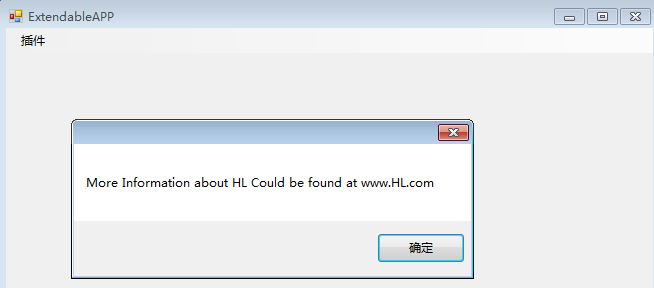 ExtendableAPP
插件
More Information about HL Could be found at www.HL.com
确定